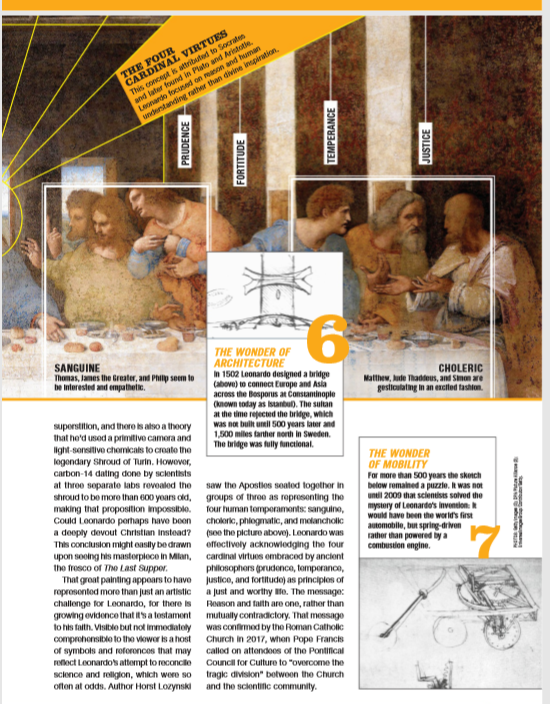 THE FOUR
CARDINAL VIRTUES
This concept is attributed to Socrates
and later found in Plato and Aristotle.
Leonardo focused on reason and human
understanding rather than divine inspiration.
PRUDENCE
FORTITUDE
TEMPERANCE
JUSTICE
SANGUINE
Thomas, James the Greater, and Philip seem to
be interested and empathetic.
6
THE WONDER OF
ARCHITECTURE
In 1502 Leonardo designed a bridge
(above) to connect Europe and Asia
across the Bosporus at Constantinople
(known today as Istanbul). The sultan
at the time rejected the bridge, which
was not built until 500 years later and
1,500 miles farther north in Sweden.
The bridge was fully functional.
CHOLERIC
Matthew, Jude Thaddeus, and Simon are
gesticulating in an excited fashion.
superstition, and there is also a theory
that he'd used a primitive camera and
light-sensitive chemicals to create the
legendary Shroud of Turin. However,
carbon-14 dating done by scientists
at three separate labs revealed the
shroud to be more than 600 years old,
making that proposition impossible.
Could Leonardo perhaps have been
a deeply devout Christian instead?
This conclusion might easily be drawn
upon seeing his masterpiece in Milan,
the fresco of The Last Supper.
That great painting appears to have
represented more than just an artistic
challenge for Leonardo, for there is
growing evidence that it's a testament
to his faith. Visible but not immediately
comprehensible to the viewer is a host
of symbols and references that may
reflect Leonardo's attempt to reconcile
science and religion, which were so
often at odds. Author Horst Lozynski
saw the Apostles seated together in
groups of three as representing the
four human temperaments: sanguine,
choleric, phlegmatic, and melancholic
(see the picture above). Leonardo was
effectively acknowledging the four
cardinal virtues embraced by ancient
philosophers (prudence, temperance,
justice, and fortitude) as principles of
a just and worthy life. The message:
Reason and faith are one, rather than
mutually contradictory. That message
was confirmed by the Roman Catholic
Church in 2017, when Pope Francis
called on attendees of the Pontifical
Council for Culture to "overcome the
tragic division" between the Church
and the scientific community.
THE WONDER
OF MOBILITY
For more than 500 years the sketch
below remained a puzzle. It was not
until 2009 that scientists solved the
mystery of Leonardo's invention: It
would have been the world's first
automobile, but spring-driven
rather than powered by a
combustion engine.
7